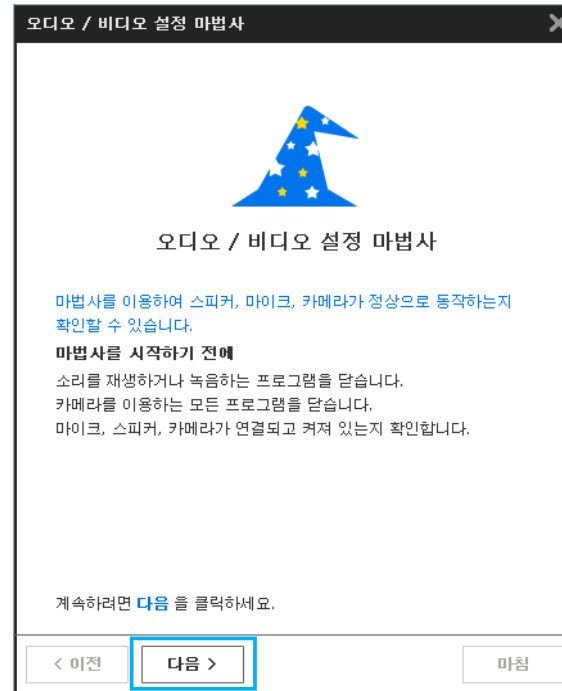 오디오 / 비디오 설정 마법사
오디오 / 비디오 설정 마법사
마법사를 이용하여 스피커, 마이크, 카메라가 정상으로 동작하는지
확인할 수 있습니다.
마법사를 시작하기 전에
소리를 재생하거나 녹음하는 프로그램을 닫습니다.
카메라를 이용하는 모든 프로그램을 닫습니다.
마이크, 스피커, 카메라가 연결되고 켜져 있는지 확인합니다.
계속하려면 다음 을 클릭하세요.
< 이전
다음 >
마침